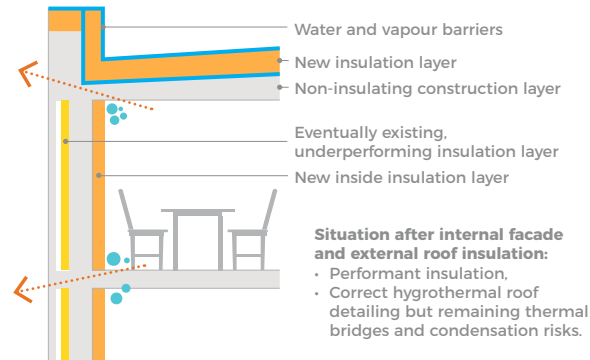 Water and vapour barriers
New insulation layer
Non-insulating construction layer
Eventually existing,
underperforming insulation layer
New inside insulation layer
Situation after internal facade
and external roof insulation:
• Performant insulation,
• Correct hygrothermal roof
detailing but remaining thermal
bridges and condensation risks.